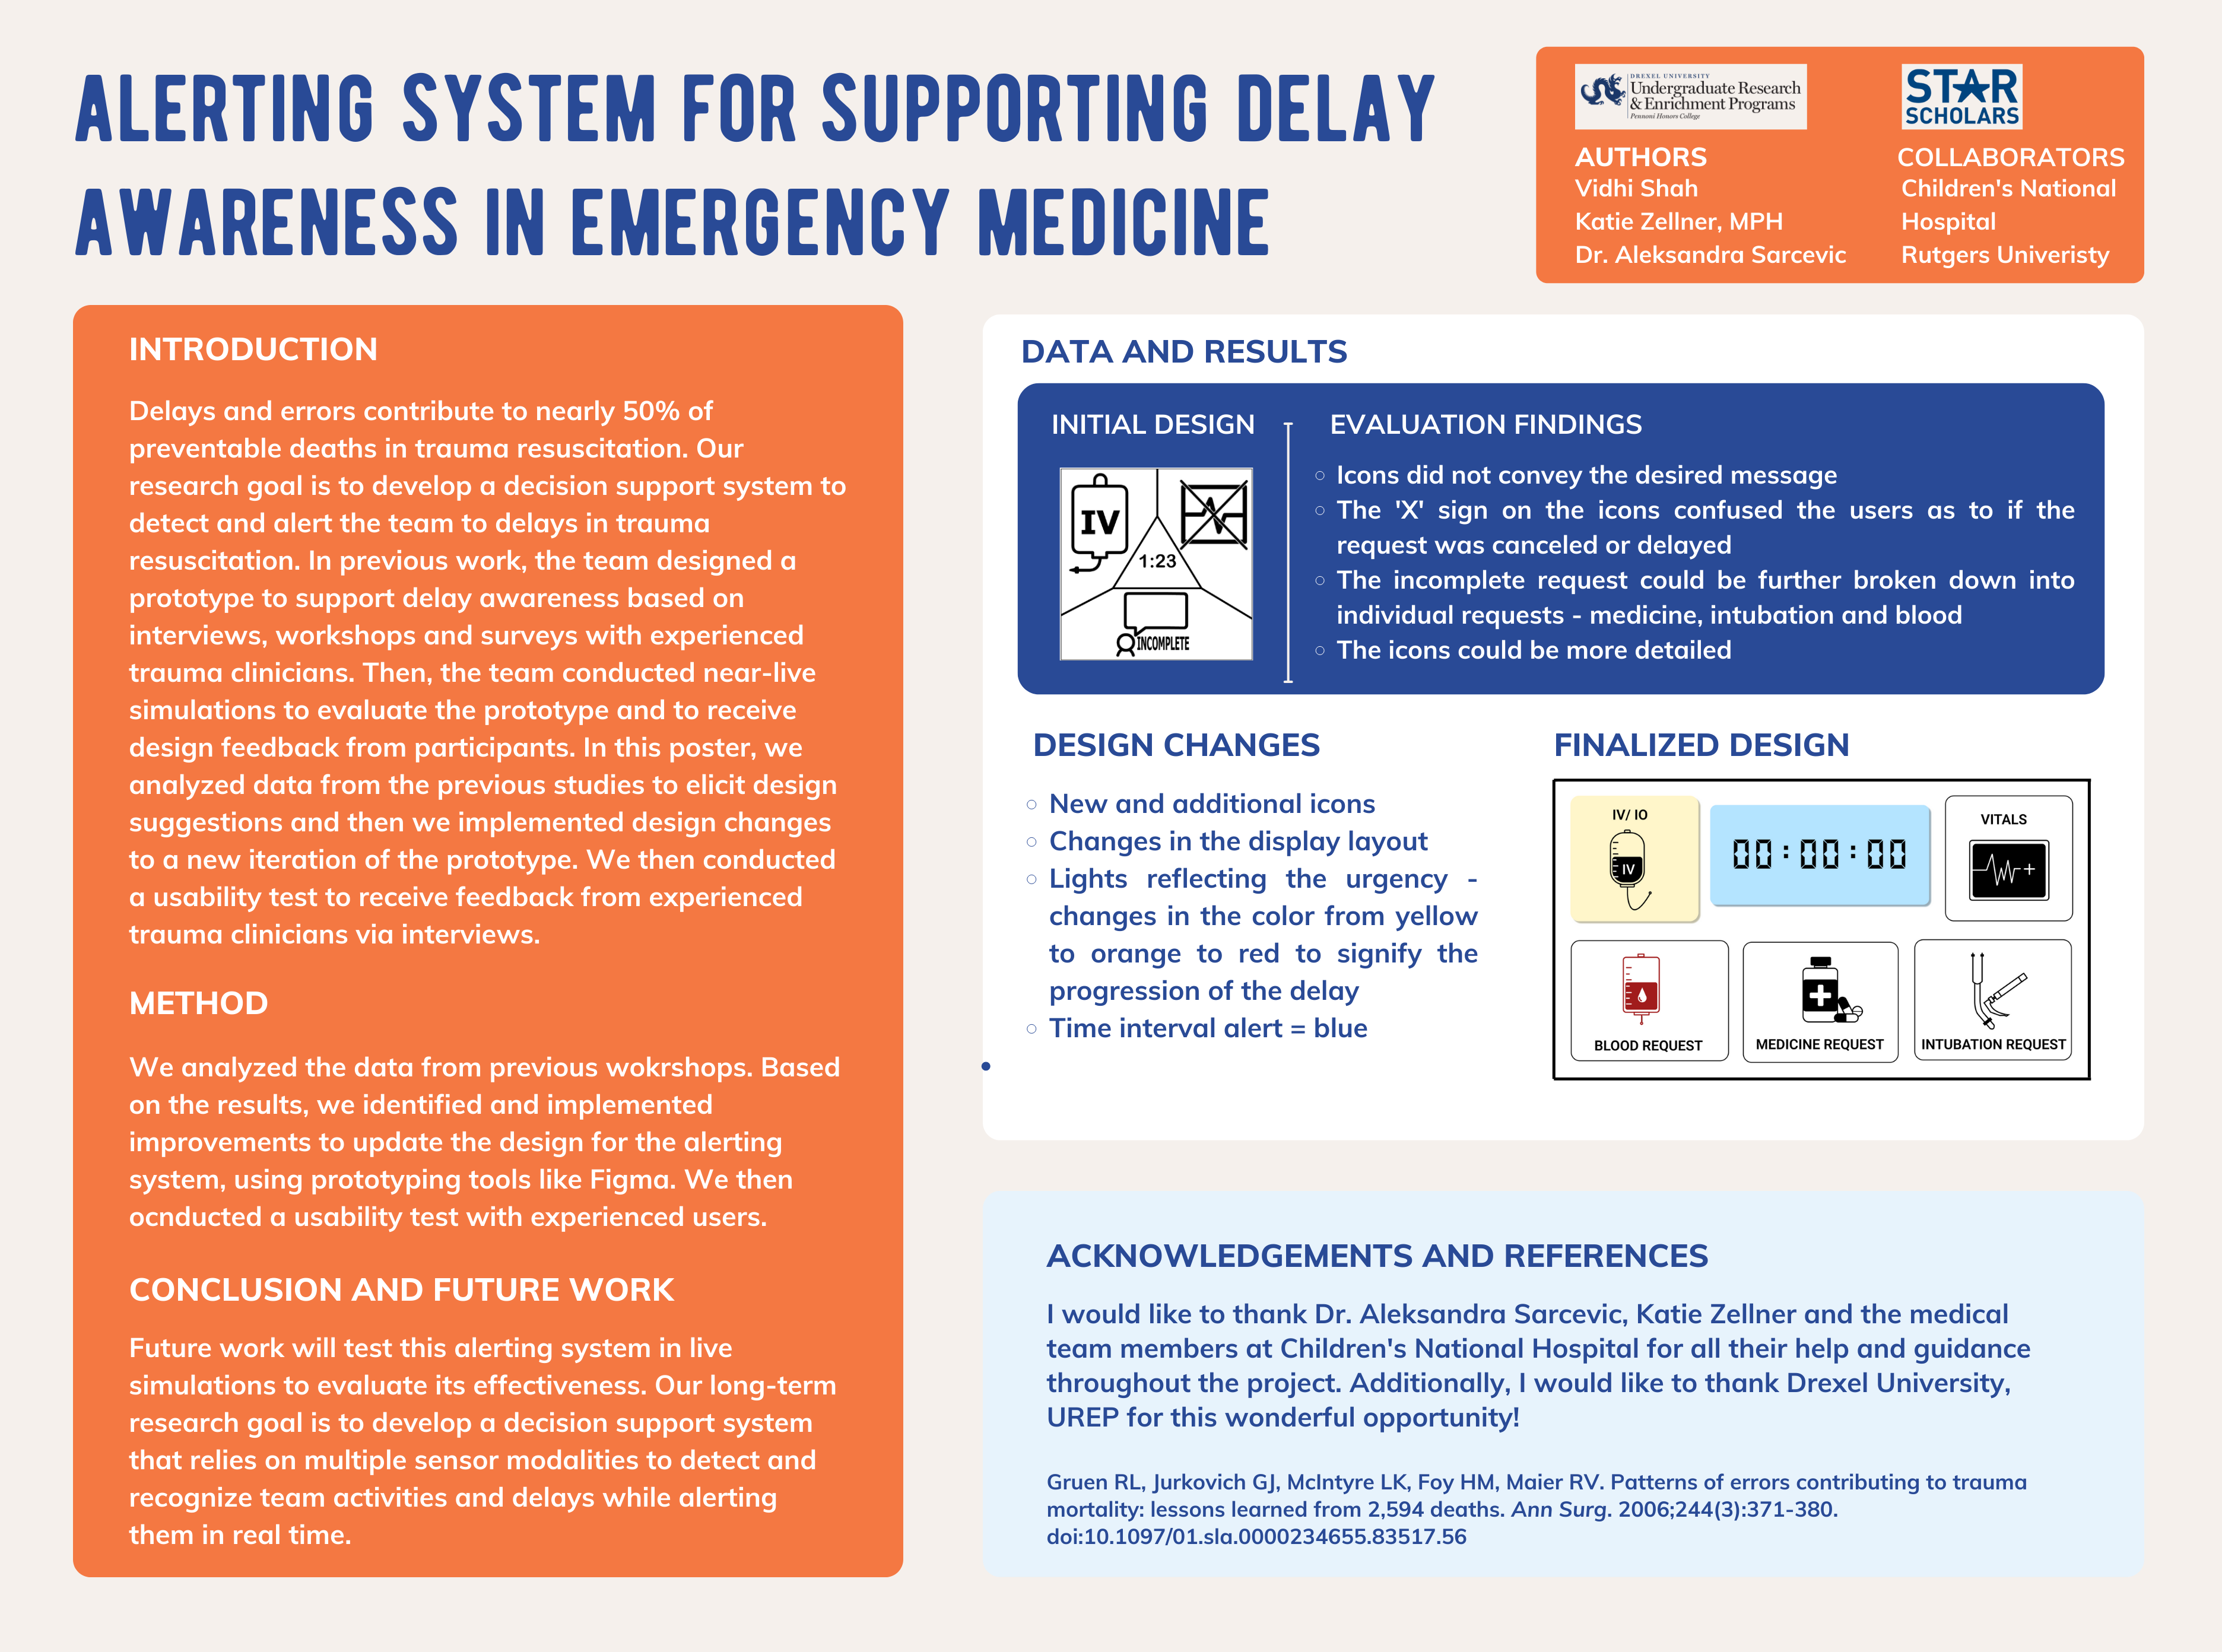 ALERTING SYSTEM FOR SUPPORTING DELAY
AWARENESS IN EMERGENCY MEDICINE
DREXEL UNIVERSITY
Undergraduate Research
& Enrichment Programs
Pennoni Honors College
STAR
SCHOLARS
AUTHORS
Vidhi Shah
Katie Zellner, MPH
Dr. Aleksandra Sarcevic
COLLABORATORS
Children's National
Hospital
Rutgers Univeristy
INTRODUCTION
Delays and errors contribute to nearly 50% of
preventable deaths in trauma resuscitation. Our
research goal is to develop a decision support system to
detect and alert the team to delays in trauma
resuscitation. In previous work, the team designed a
prototype to support delay awareness based on
interviews, workshops and surveys with experienced
trauma clinicians. Then, the team conducted near-live
simulations to evaluate the prototype and to receive
design feedback from participants. In this poster, we
analyzed data from the previous studies to elicit design
suggestions and then we implemented design changes
to a new iteration of the prototype. We then conducted
a usability test to receive feedback from experienced
trauma clinicians via interviews.
METHOD
We analyzed the data from previous wokrshops. Based
on the results, we identified and implemented
improvements to update the design for the alerting
system, using prototyping tools like Figma. We then
ocnducted a usability test with experienced users.
CONCLUSION AND FUTURE WORK
Future work will test this alerting system in live
simulations to evaluate its effectiveness. Our long-term
research goal is to develop a decision support system
that relies on multiple sensor modalities to detect and
recognize team activities and delays while alerting
them in real time.
DATA AND RESULTS
INITIAL DESIGN
IV
1:23
INCOMPLETE
EVALUATION FINDINGS
Icons did not convey the desired message
The 'X' sign on the icons confused the users as to if the
request was canceled or delayed
The incomplete request could be further broken down into
individual requests - medicine, intubation and blood
The icons could be more detailed
DESIGN CHANGES
New and additional icons
Changes in the display layout
Lights reflecting the urgency -
changes in the color from yellow
to orange to red to signify the
progression of the delay
Time interval alert = blue
FINALIZED DESIGN
IV/ IO
IV
00:00:00
VITALS
BLOOD REQUEST
MEDICINE REQUEST
INTUBATION REQUEST
ACKNOWLEDGEMENTS AND REFERENCES
I would like to thank Dr. Aleksandra Sarcevic, Katie Zellner and the medical
team members at Children's National Hospital for all their help and guidance
throughout the project. Additionally, I would like to thank Drexel University,
UREP for this wonderful opportunity!
Gruen RL, Jurkovich GJ, McIntyre LK, Foy HM, Maier RV. Patterns of errors contributing to trauma
mortality: lessons learned from 2,594 deaths. Ann Surg. 2006;244(3):371-380.
doi:10.1097/01.sla.0000234655.83517.56